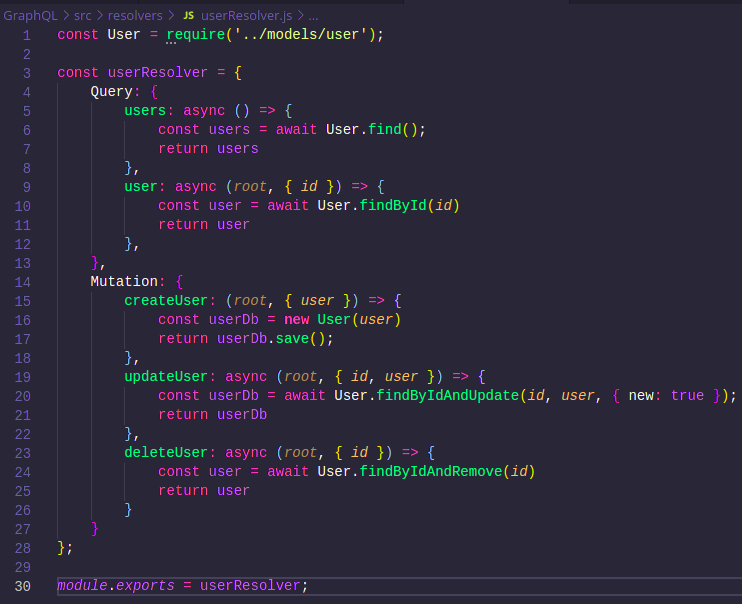 GraphQL > src > resolvers > JS userResolver.js > ...
1 const User = require('../models/user');
2
3 const userResolver = {
4     Query: {
5         users: async () => {
6             const users = await User.find();
7             return users
8         },
9         user: async (root, { id }) => {
10             const user = await User.findById(id)
11             return user
12         },
13     },
14     Mutation: {
15         createUser: (root, { user }) => {
16             const userDb = new User(user)
17             return userDb.save();
18         },
19         updateUser: async (root, { id, user }) => {
20             const userDb = await User.findByIdAndUpdate(id, user, { new: true });
21             return userDb
22         },
23         deleteUser: async (root, { id }) => {
24             const user = await User.findByIdAndRemove(id)
25             return user
26         }
27     }
28 };
29
30 module.exports = userResolver;